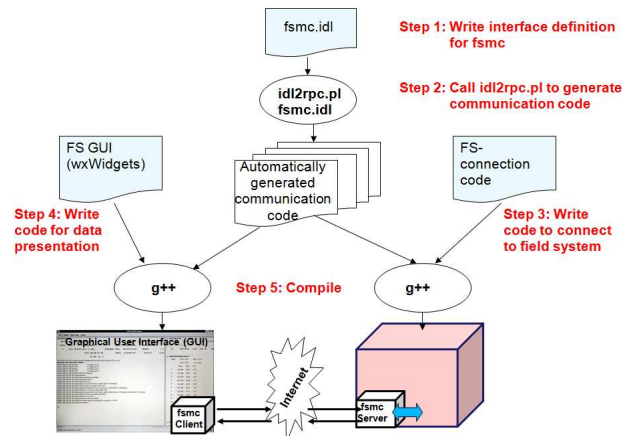 fsmc.idl
Step 1: Write interface definition
for fsmc
idl2rpc.pl
fsmc.idl
Step 2: Call idl2rpc.pl to generate
communication code
FS GUI
(wxWidgets)
Automatically
generated
communication
code
FS-
connection
code
Step 4: Write
code for data
presentation
Step 3: Write
code to connect
to field system
g++
Step 5: Compile
g++
Graphical User Interface (GUI)
Internet
fsmc
Client
fsmc
Server